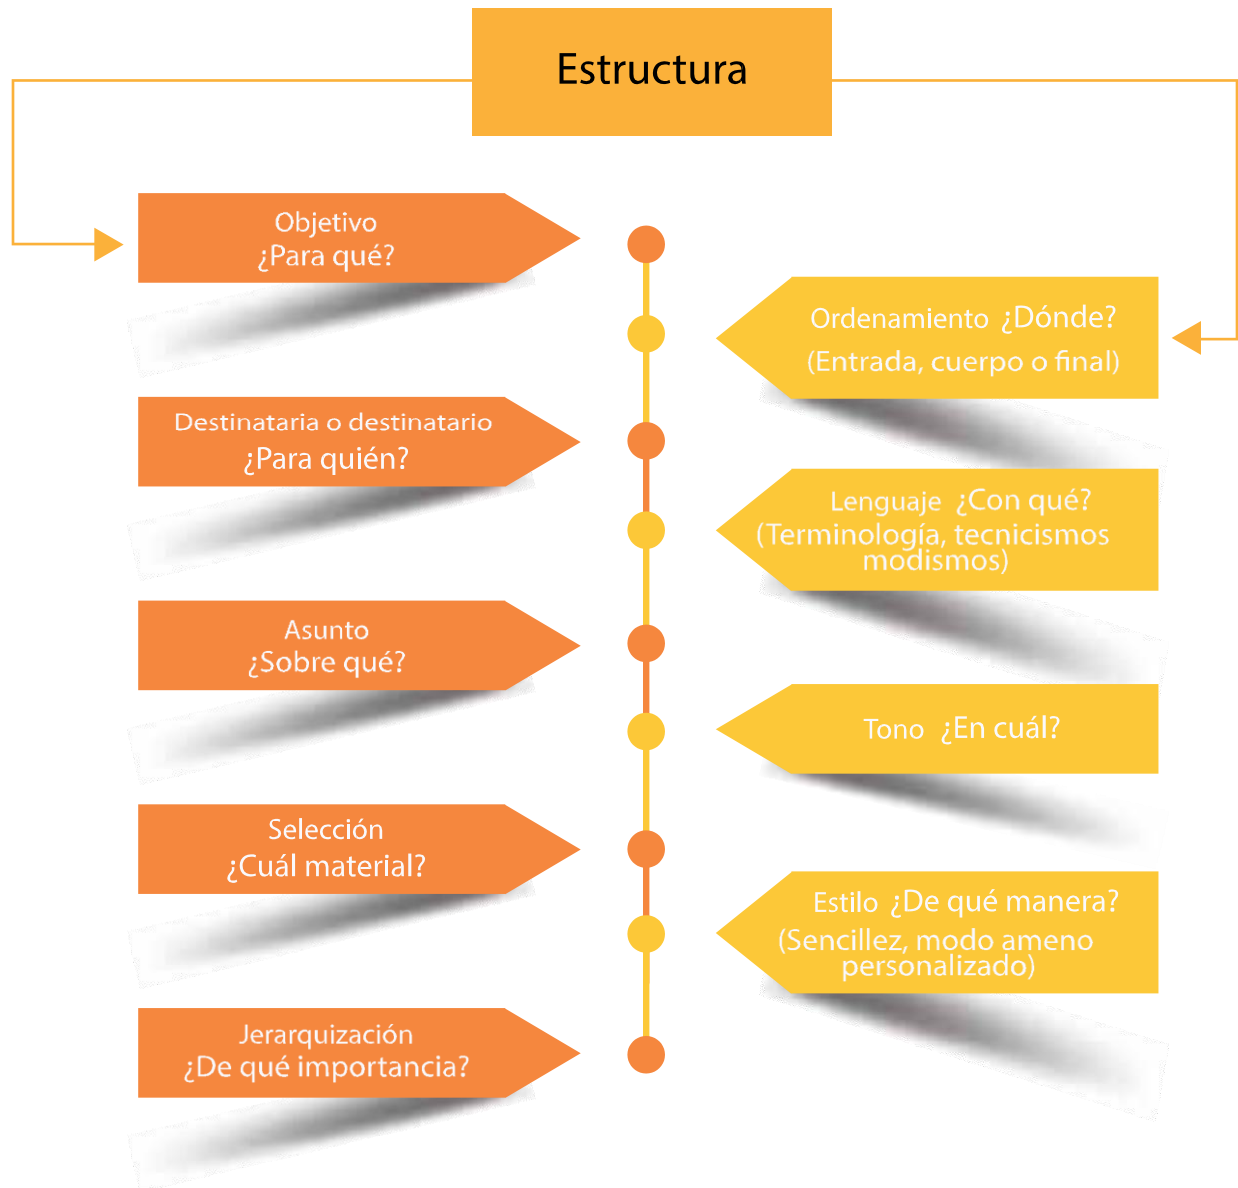 Estructura
Objetivo
¿Para qué?
Destinataria o destinatario
¿Para quién?
Asunto
¿Sobre qué?
Selección
¿Cuál material?
Jerarquización
¿De qué importancia?
Ordenamiento ¿Dónde?
(Entrada, cuerpo o final)
Lenguaje ¿Con qué?
(Terminología, tecnicismos
modismos)
Tono ¿En cuál?
Estilo ¿De qué manera?
(Sencillez, modo ameno
personalizado)